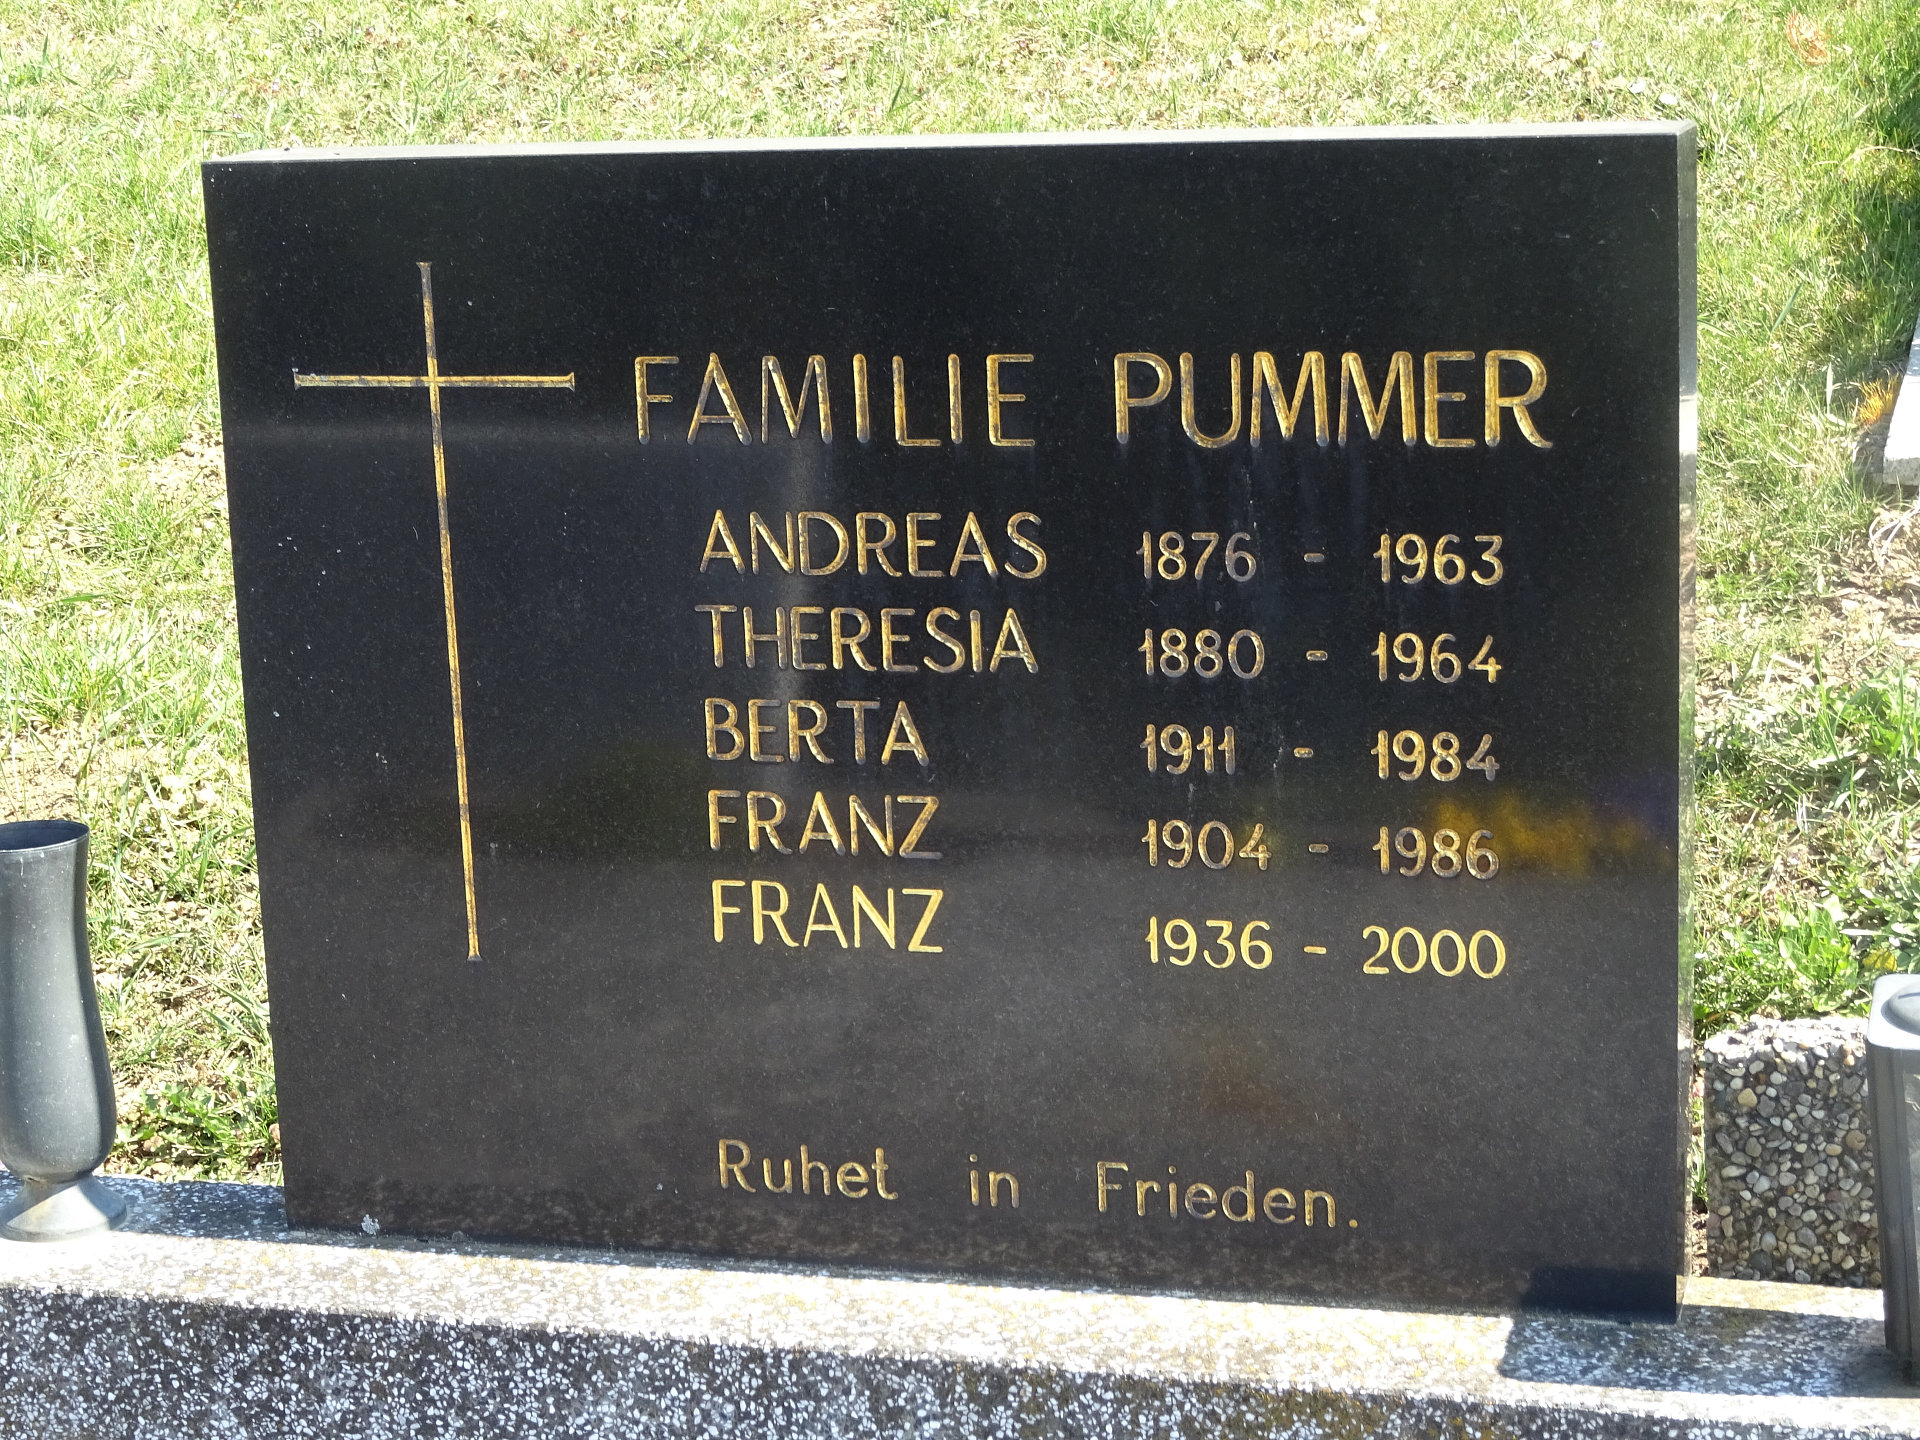 FAMILIE PUMMER
ANDREAS 1876 - 1963
THERESIA 1880 - 1964
BERTA 1911 - 1984
FRANZ 1904 - 1986
FRANZ 1936 - 2000
Ruhet in Frieden.